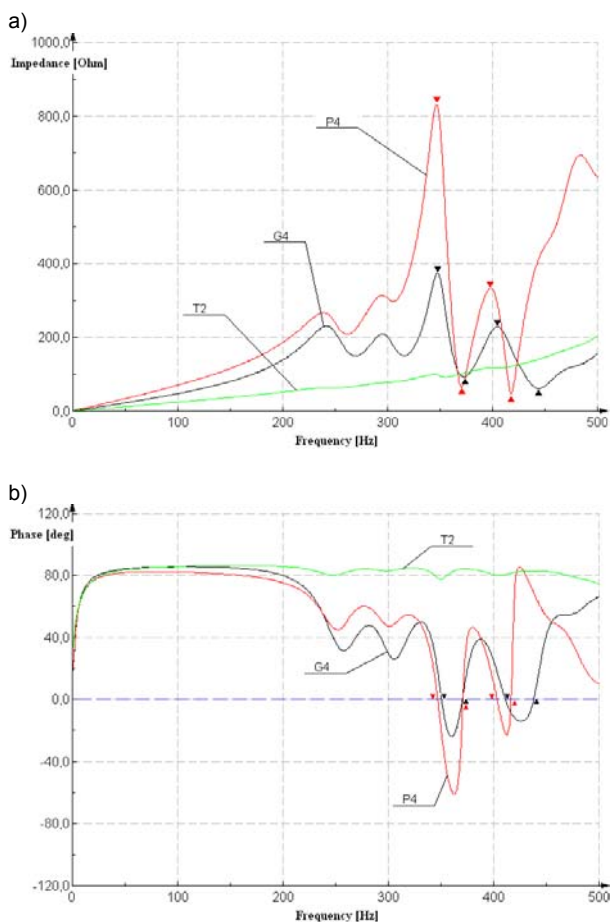 a)
1000,0
Impedance [Ohm]
P4
800,0
600,0
G4
400,0
T2
200,0
0,0
0 100 200 300 400 500
Frequency [Hz]
b)
120,0
Phase [deg]
T2
80,0
40,0
G4
0,0
-40,0
P4
-80,0
-120,0
0 100 200 300 400 500
Frequency [Hz]